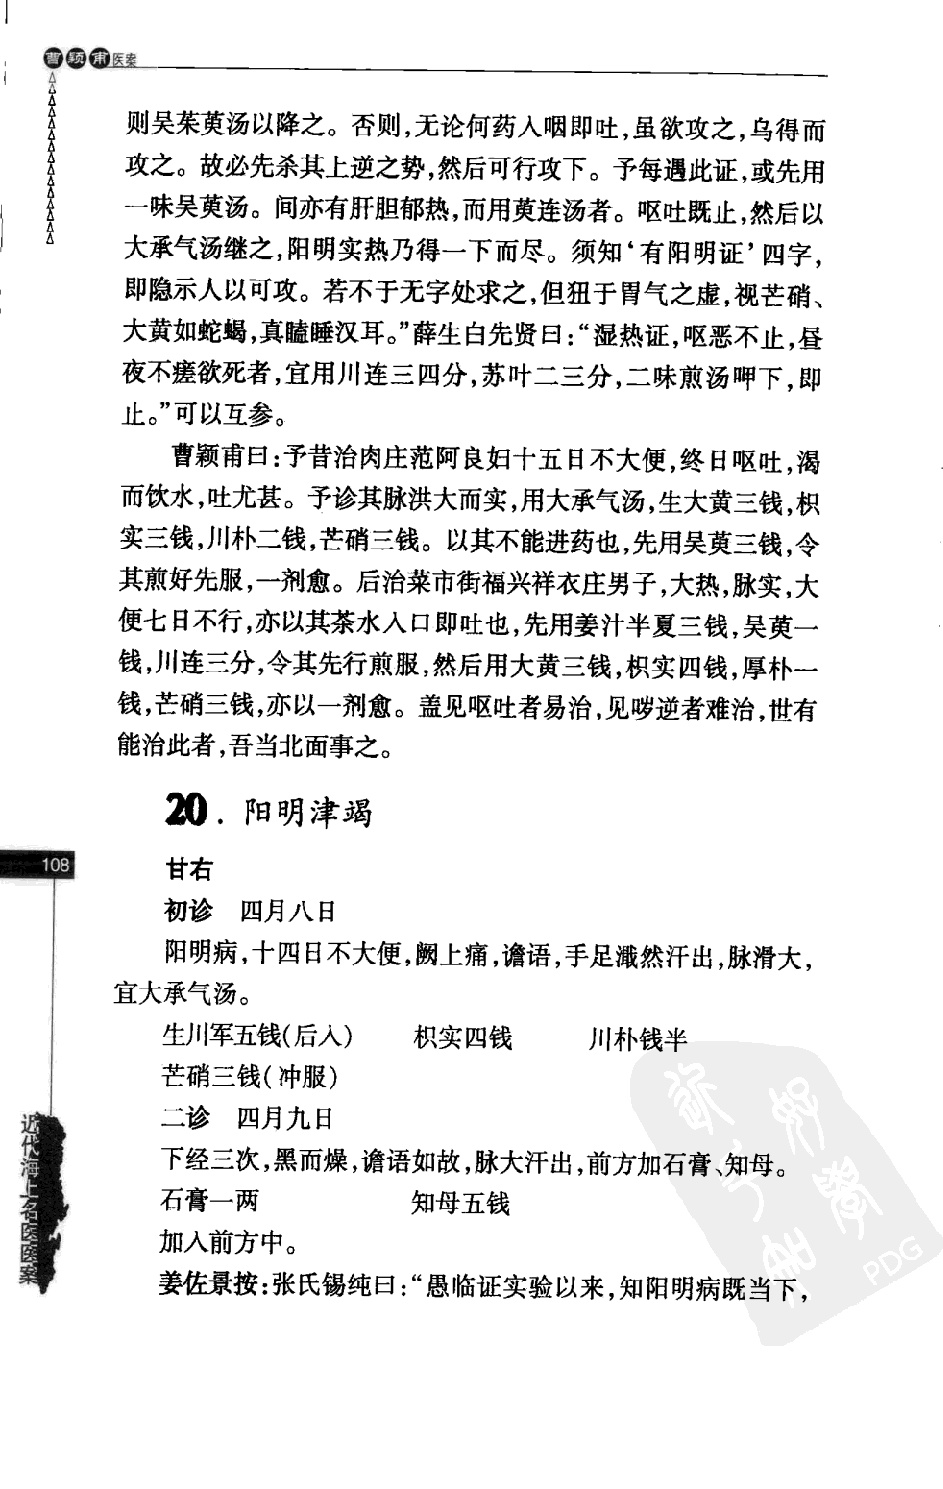 曹颖甫医案
则吴茱萸汤以降之。否则,无论何药入咽即吐,虽欲攻之,乌得而
攻之。故必先杀其上逆之势,然后可行攻下。予每遇此证,或先用
一味吴萸汤。间亦有肝胆郁热,而用萸连汤者。呕吐既止,然后以
大承气汤继之,阳明实热乃得一下而尽。须知‘有阳明证’四字,
即隐示人以可攻。若不于无字处求之,但狃于胃气之虚,视芒硝、
大黄如蛇蝎,真瞌睡汉耳。”薛生白先贤曰:“湿热证,呕恶不止,昼
夜不瘥欲死者,宜用川连三四分,苏叶二三分,二味煎汤呷下,即
止。”可以互参。
曹颖甫曰:予昔治肉庄范阿良妇十五日不大便,终日呕吐,渴
而饮水,吐尤甚。予诊其脉洪大而实,用大承气汤,生大黄三钱,枳
实三钱,川朴二钱,芒硝三钱。以其不能进药也,先用吴萸三钱,令
其煎好先服,一剂愈。后治菜市街福兴祥衣庄男子,大热,脉实,大
便七日不行,亦以其茶水入口即吐也,先用姜汁半夏三钱,吴萸一
钱,川连三分,令其先行煎服,然后用大黄三钱,枳实四钱,厚朴一
钱,芒硝三钱,亦以一剂愈。盖见呕吐者易治,见哕逆者难治,世有
能治此者,吾当北面事之。
20. 阳明津竭
108
甘右
初诊 四月八日
阳明病,十四日不大便,阙上痛,谵语,手足濈然汗出,脉滑大,
宜大承气汤。
生川军五钱(后入) 枳实四钱 川朴钱半
芒硝三钱(冲服)
二诊 四月九日
下经三次,黑而燥,谵语如故,脉大汗出,前方加石膏、知母。
石膏一两 知母五钱
加入前方中。
姜佐景按:张氏锡纯曰:“愚临证实验以来,知阳明病既当下,
近代海上名医医案
PDG